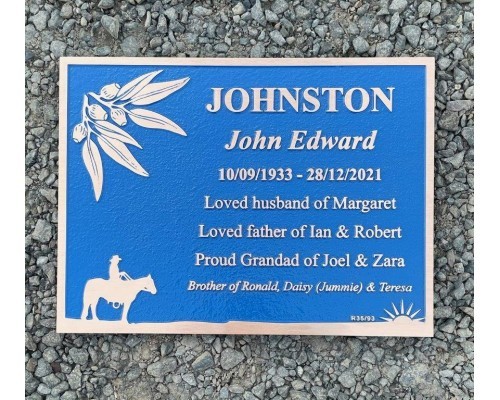 JOHNSTON
John Edward
10/09/1933 - 28/12/2021
Loved husband of Margaret
Loved father of Ian & Robert
Proud Grandad of Joel & Zara
Brother of Ronald, Daisy (Jummie) & Teresa
R35/93